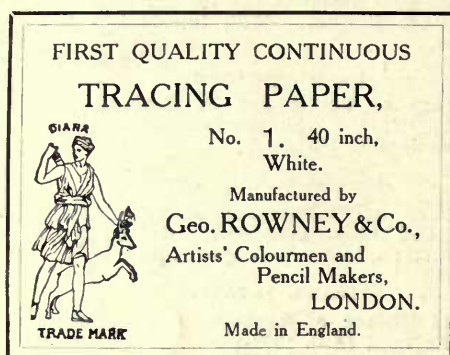 FIRST QUALITY CONTINUOUS
TRACING PAPER,
DIANA
No. 1. 40 inch,
White.
Manufactured by
Geo. ROWNEY & Co.,
Artists' Colourmen and
Pencil Makers,
LONDON.
TRADE MARK
Made in England.